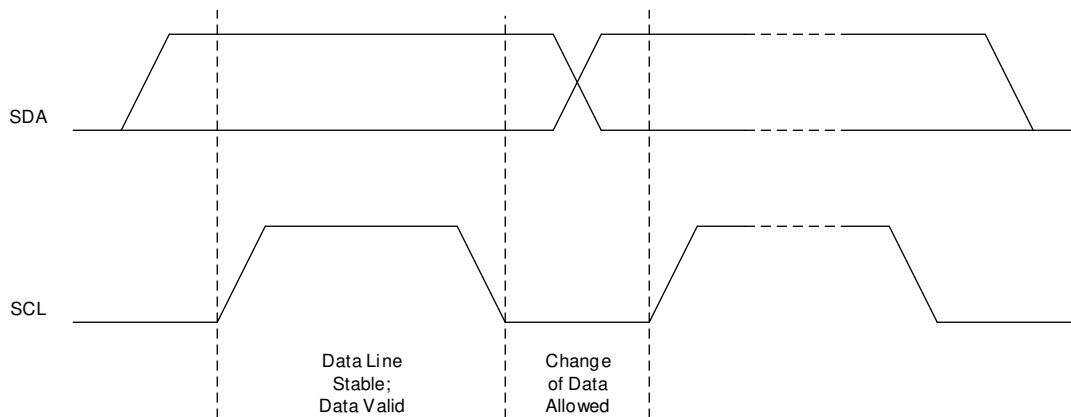 SDA
SCL
Data Line
Stable;
Data Valid
Change
of Data
Allowed